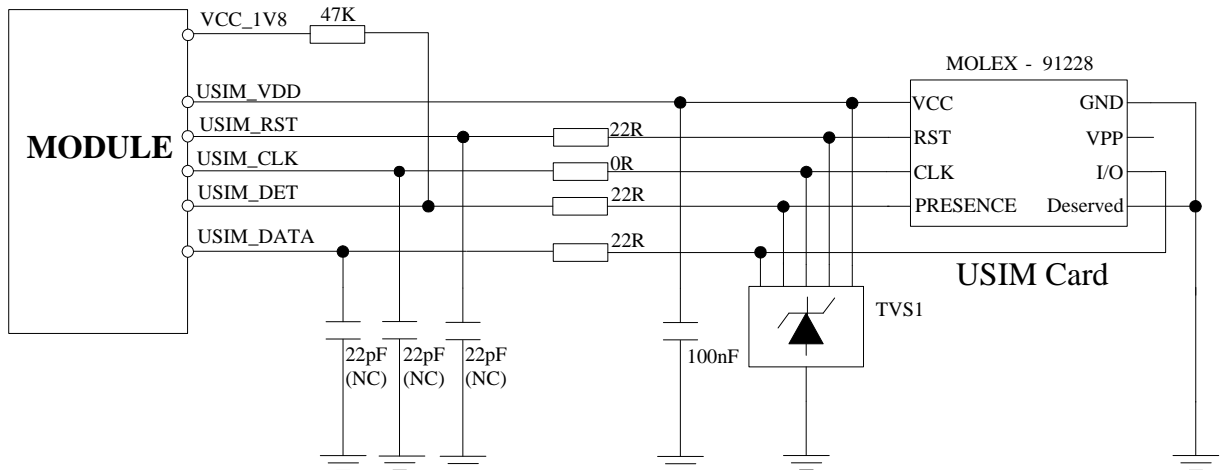 VCC_1V8
47K
MOLEX - 91228
USIM_VDD
VCC
GND
USIM_RST
22R
RST
VPP
MODULE
USIM_CLK
0R
CLK
I/O
USIM_DET
22R
PRESENCE
Deserved
USIM_DATA
22R
USIM Card
TVS1
22pF
(NC)
22pF
(NC)
22pF
(NC)
100nF